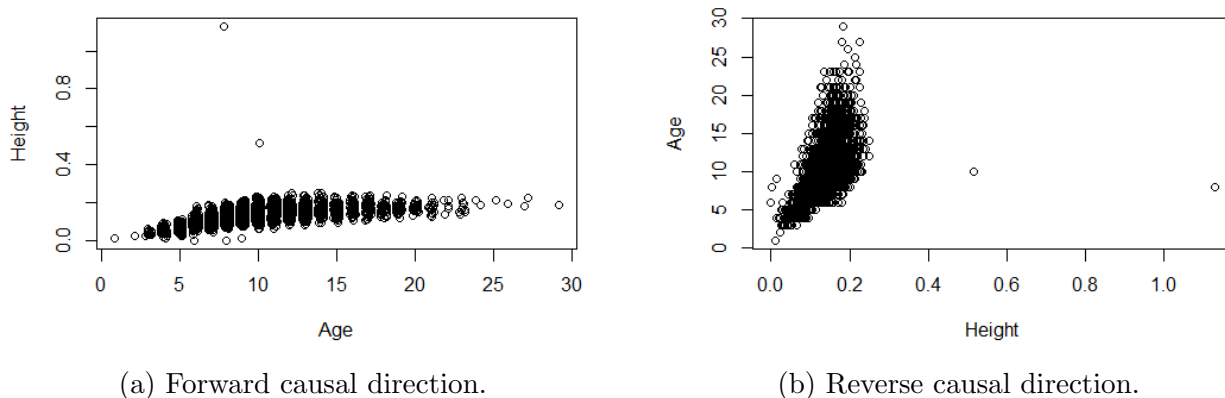 Height
0.0 0.4 0.8
0 5 10 15 20 25 30
Age
(a) Forward causal direction.
Age
0 5 10 15 20 25 30
0.0 0.2 0.4 0.6 0.8 1.0
Height
(b) Reverse causal direction.